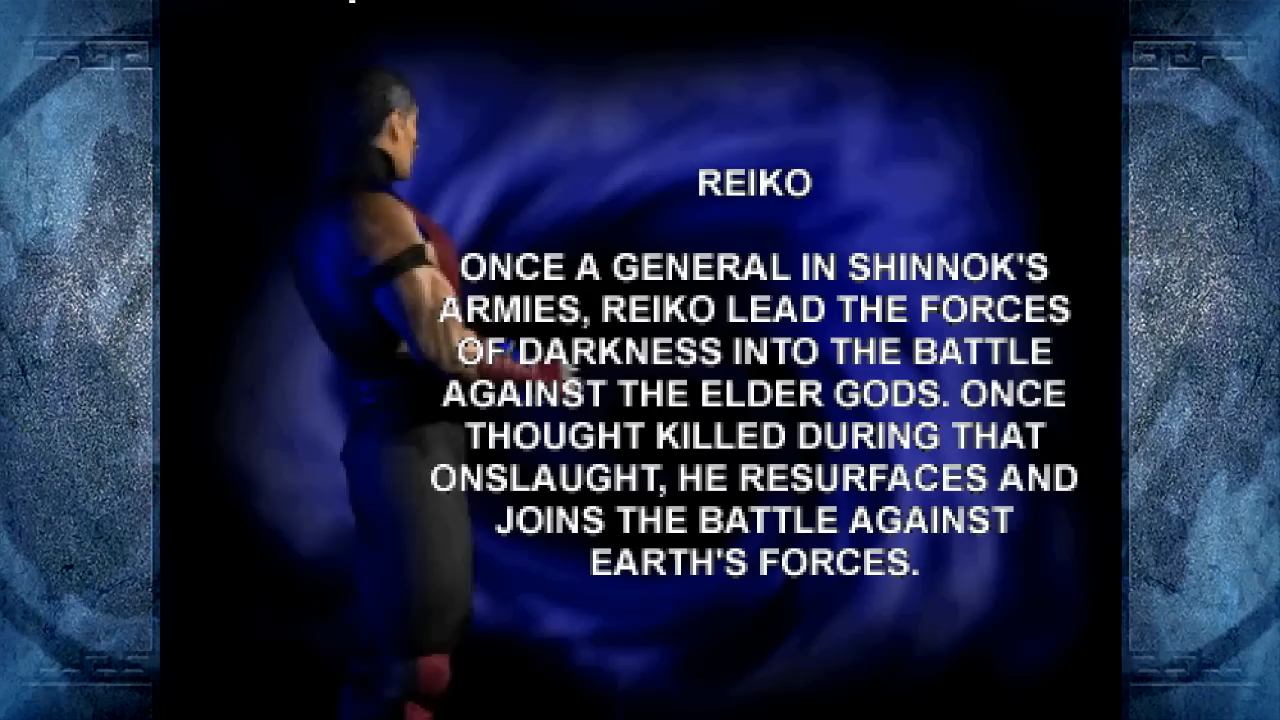 REIKO
ONCE A GENERAL IN SHINNOK'S
ARMIES, REIKO LEAD THE FORCES
OF DARKNESS INTO THE BATTLE
AGAINST THE ELDER GODS. ONCE
THOUGHT KILLED DURING THAT
ONSLAUGHT, HE RESURFACES AND
JOINS THE BATTLE AGAINST
EARTH'S FORCES.